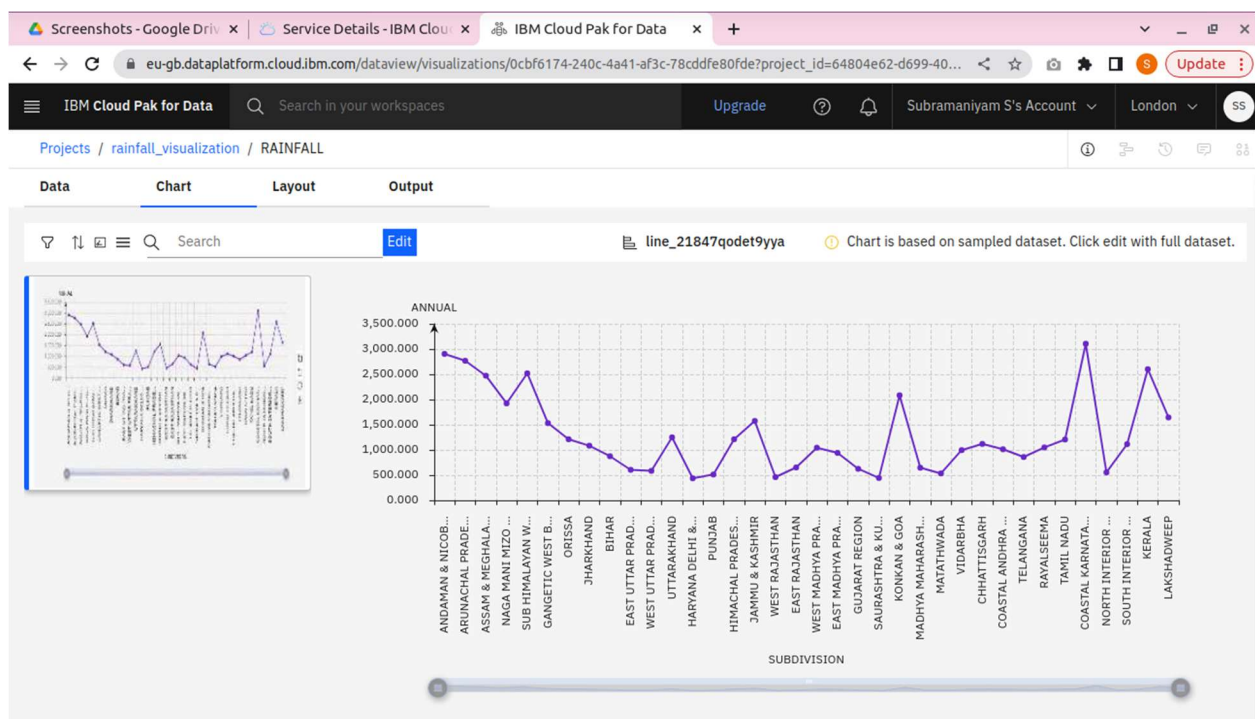 Screenshots - Google Driv
Service Details - IBM Clou
IBM Cloud Pak for Data
eu-gb.dataplatform.cloud.ibm.com/dataview/visualizations/0cbf6174-240c-4a41-af3c-78cddfe80fde?project_id=64804e62-d699-40...
S
Update
IBM Cloud Pak for Data
Search in your workspaces
Upgrade
Subramaniyam S's Account
London
SS
Projects / rainfall_visualization / RAINFALL
Data
Chart
Layout
Output
Search
Edit
line_21847qodet9yya
Chart is based on sampled dataset. Click edit with full dataset.
ANNUAL
3,500.000
3,000.000
2,500.000
2,000.000
1,500.000
1,000.000
500.000
0.000
ANDAMAN & NICOB...
ARUNACHAL PRADE...
ASSAM & MEGHALA...
NAGA MANI MIZO ...
SUB HIMALAYAN W...
GANGETIC WEST B...
ORISSA
JHARKHAND
BIHAR
EAST UTTAR PRAD...
WEST UTTAR PRAD...
UTTARAKHAND
HARYANA DELHI &...
PUNJAB
HIMACHAL PRADES...
JAMMU & KASHMIR
WEST RAJASTHAN
EAST RAJASTHAN
WEST MADHYA PRA...
EAST MADHYA PRA...
GUJARAT REGION
SAURASHTRA & KU...
KONKAN & GOA
MADHYA MAHARASH...
MATATHWADA
VIDARBHA
CHHATTISGARH
COASTAL ANDHRA ...
TELANGANA
RAYALSEEMA
TAMIL NADU
COASTAL KARNATA...
NORTH INTERIOR ...
SOUTH INTERIOR ...
KERALA
LAKSHADWEEP
SUBDIVISION